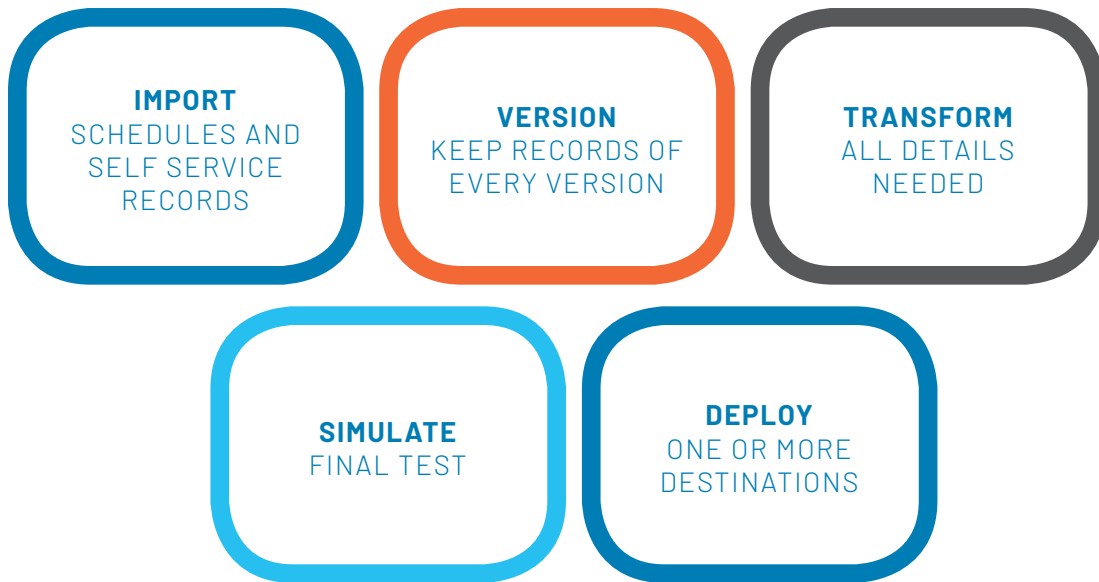 IMPORT
SCHEDULES AND
SELF SERVICE
RECORDS
VERSION
KEEP RECORDS OF
EVERY VERSION
TRANSFORM
ALL DETAILS
NEEDED
SIMULATE
FINAL TEST
DEPLOY
ONE OR MORE
DESTINATIONS